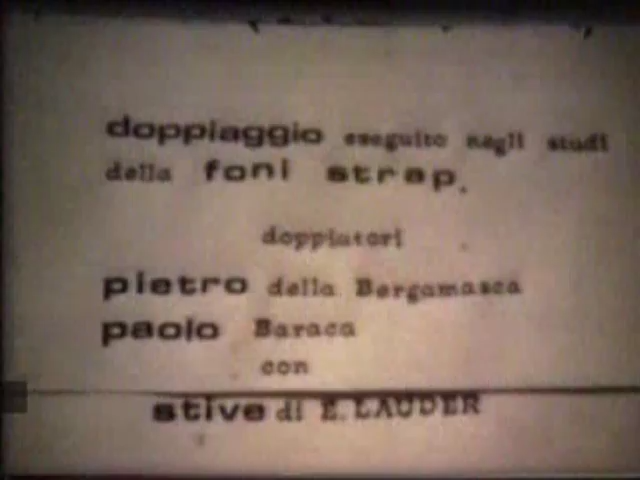 doppiaggio eseguito negli studi
della foni strap.
doppiatori
pietro della Bergamasca
paolo Baraca
con
stive di E. LAUDER